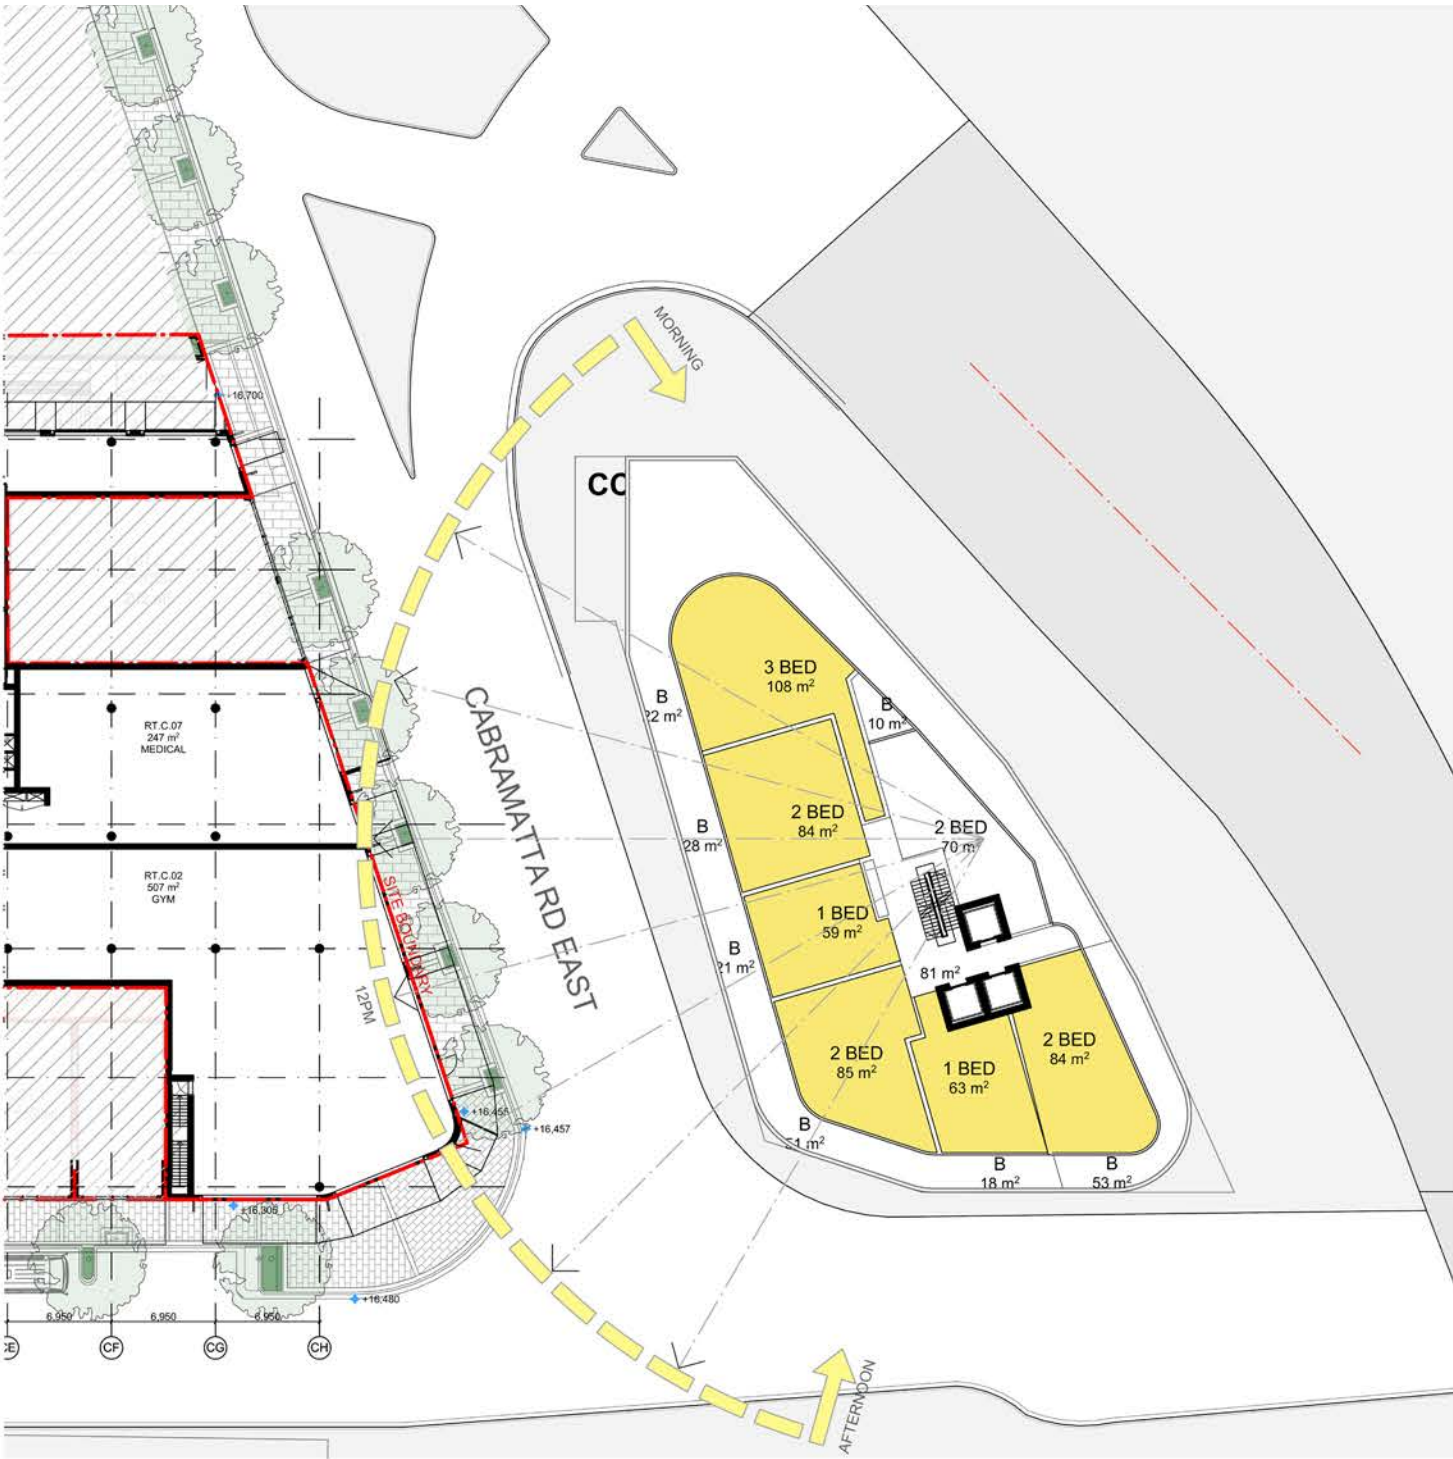 MORNING
-16,700
CC
3 BED
108 m²
B
22 m²
B
10 m²
RT.C.07
247 m²
MEDICAL
CABRAMATTA RD EAST
2 BED
84 m²
B
28 m²
2 BED
70 m
RT.C.02
507 m²
GYM
SITE BOUNDARY
1 BED
59 m²
B
21 m²
81 m²
12PM
2 BED
85 m²
1 BED
63 m²
2 BED
84 m²
+16,455
+16,457
B
51 m²
B
18 m²
B
53 m²
+16,305
+16,480
6,950
6,950
6,950
CE
CF
CG
CH
AFTERNOON